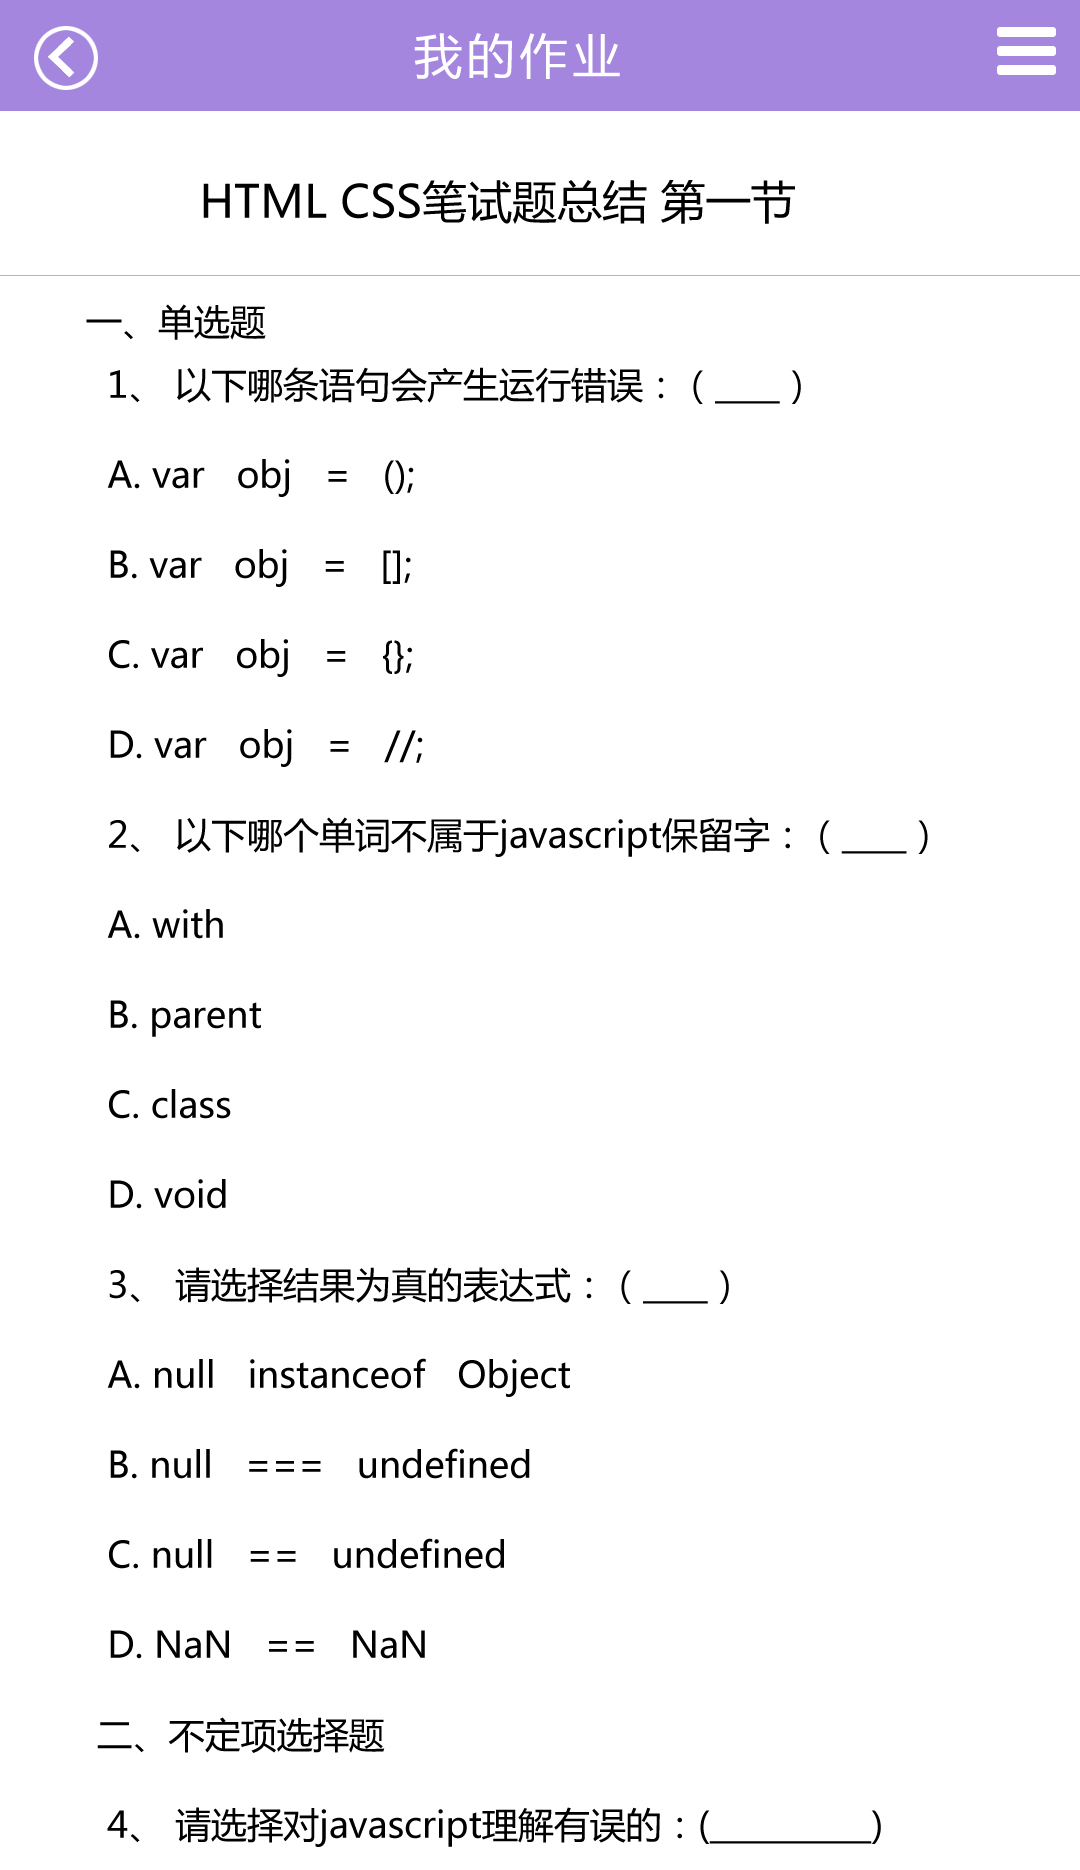 我的作业
HTML CSS笔试题总结 第一节
一、单选题
1、 以下哪条语句会产生运行错误：（____）
A. var obj = ();
B. var obj = [];
C. var obj = {};
D. var obj = //;
2、 以下哪个单词不属于javascript保留字：（____）
A. with
B. parent
C. class
D. void
3、 请选择结果为真的表达式：（____）
A. null instanceof Object
B. null === undefined
C. null == undefined
D. NaN == NaN
二、不定项选择题
4、 请选择对javascript理解有误的：(__________)